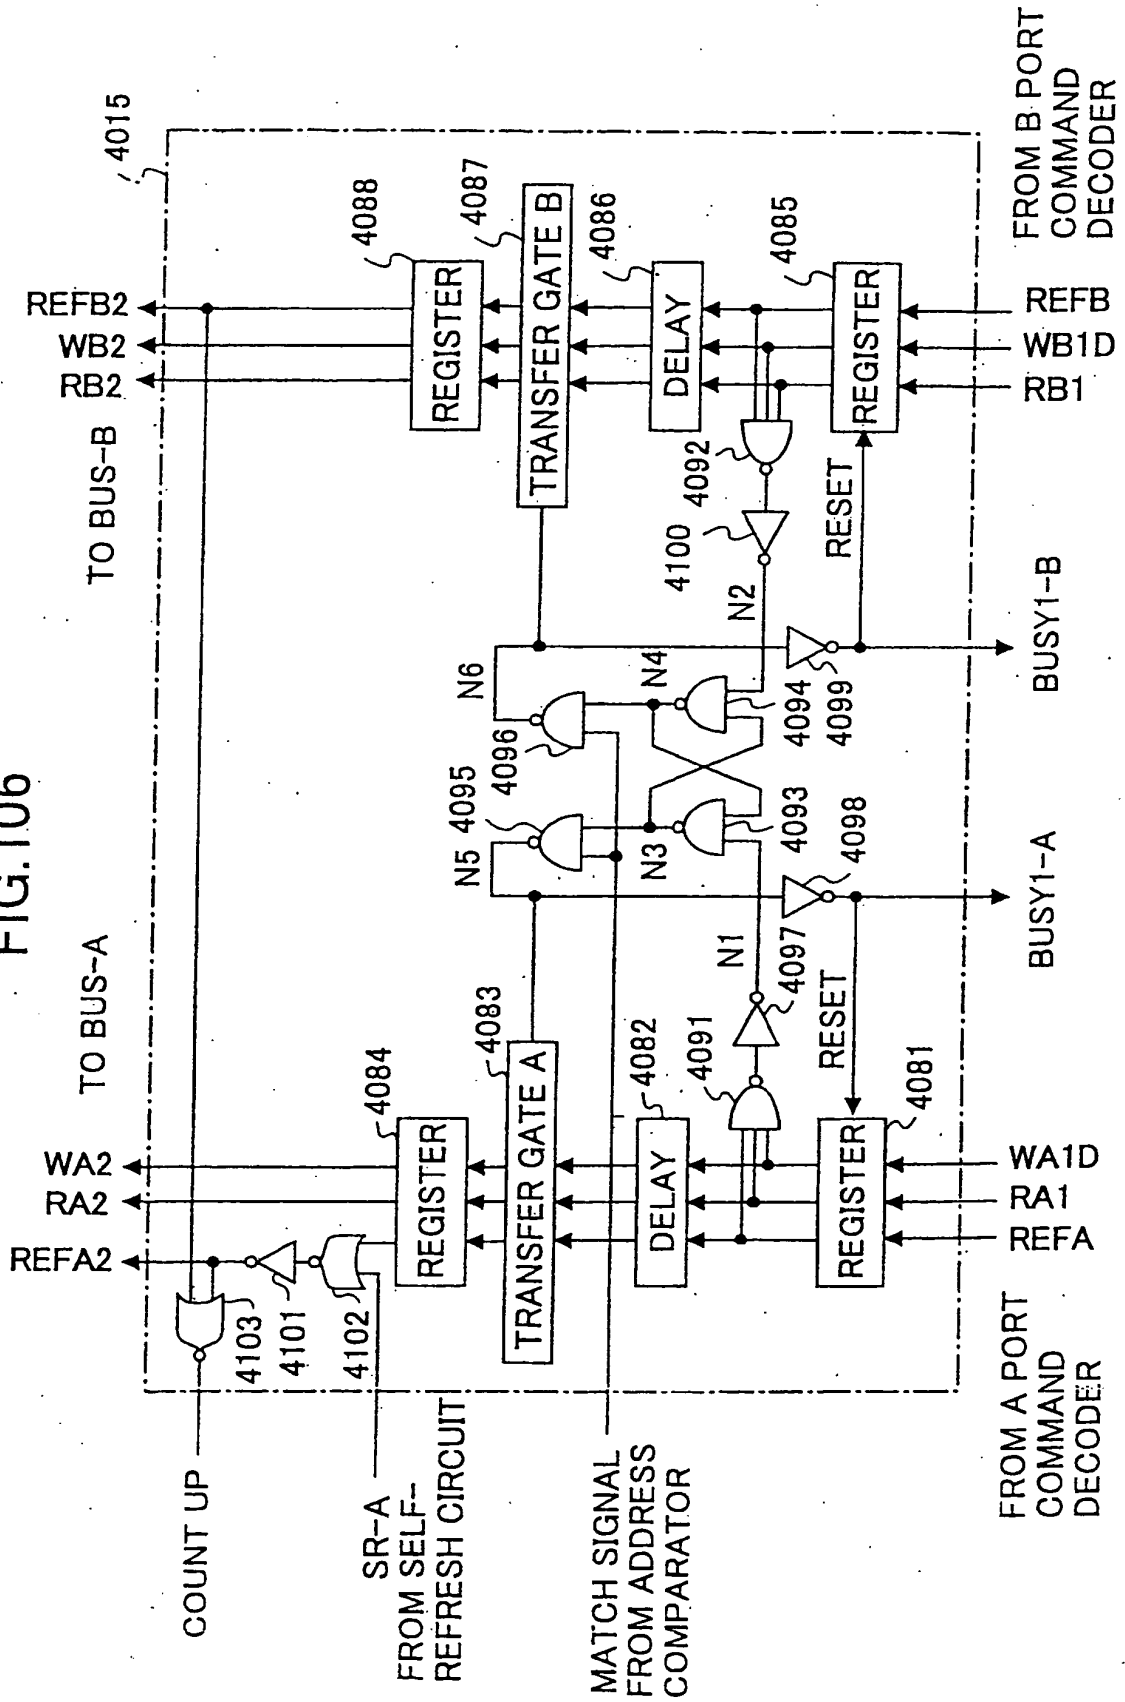 FIG.106
TO BUS-A
TO BUS-B
4015
REFA2
RA2
WA2
RB2
WB2
REFB2
COUNT UP
4103
4101
4102
SR-A
FROM SELF-
REFRESH CIRCUIT
MATCH SIGNAL
FROM ADDRESS
COMPARATOR
REGISTER
4084
TRANSFER GATE A
4083
DELAY
4082
REGISTER
4081
4091
4097
N1
RESET
N5
4095
N3
4093
4098
N6
4096
N4
4094
4099
N2
4100
4092
RESET
REGISTER
4088
TRANSFER GATE B
4087
DELAY
4086
REGISTER
4085
REFA
RA1
WA1D
BUSY1-A
BUSY1-B
RB1
WB1D
REFB
FROM A PORT
COMMAND
DECODER
FROM B PORT
COMMAND
DECODER